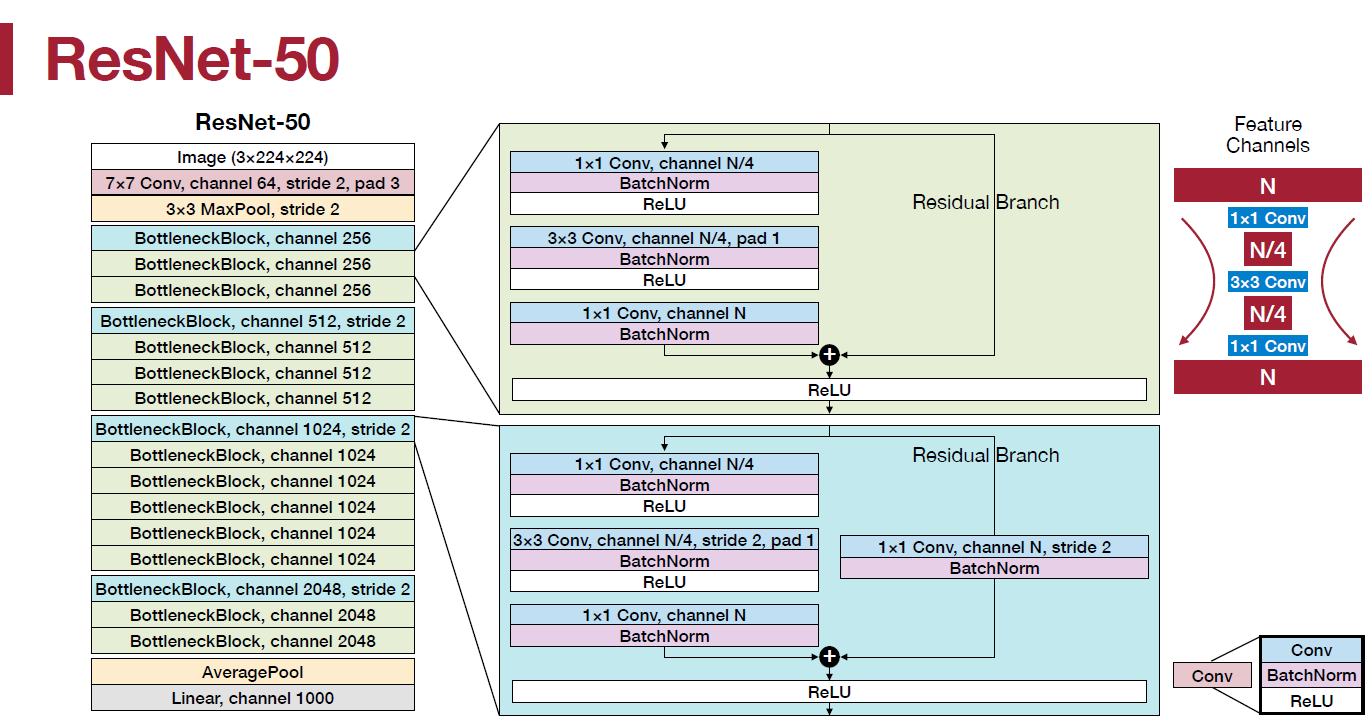 ResNet-50
ResNet-50
Image (3×224×224)
7×7 Conv, channel 64, stride 2, pad 3
3×3 MaxPool, stride 2
BottleneckBlock, channel 256
BottleneckBlock, channel 256
BottleneckBlock, channel 256
BottleneckBlock, channel 512, stride 2
BottleneckBlock, channel 512
BottleneckBlock, channel 512
BottleneckBlock, channel 512
BottleneckBlock, channel 1024, stride 2
BottleneckBlock, channel 1024
BottleneckBlock, channel 1024
BottleneckBlock, channel 1024
BottleneckBlock, channel 1024
BottleneckBlock, channel 1024
BottleneckBlock, channel 2048, stride 2
BottleneckBlock, channel 2048
BottleneckBlock, channel 2048
AveragePool
Linear, channel 1000
1×1 Conv, channel N/4
BatchNorm
ReLU
3×3 Conv, channel N/4, pad 1
BatchNorm
ReLU
1×1 Conv, channel N
BatchNorm
Residual Branch
+
ReLU
1×1 Conv, channel N/4
BatchNorm
ReLU
3×3 Conv, channel N/4, stride 2, pad 1
BatchNorm
ReLU
1×1 Conv, channel N
BatchNorm
Residual Branch
1×1 Conv, channel N, stride 2
BatchNorm
+
ReLU
Feature
Channels
N
1×1 Conv
N/4
3×3 Conv
N/4
1×1 Conv
N
Conv
Conv
BatchNorm
ReLU